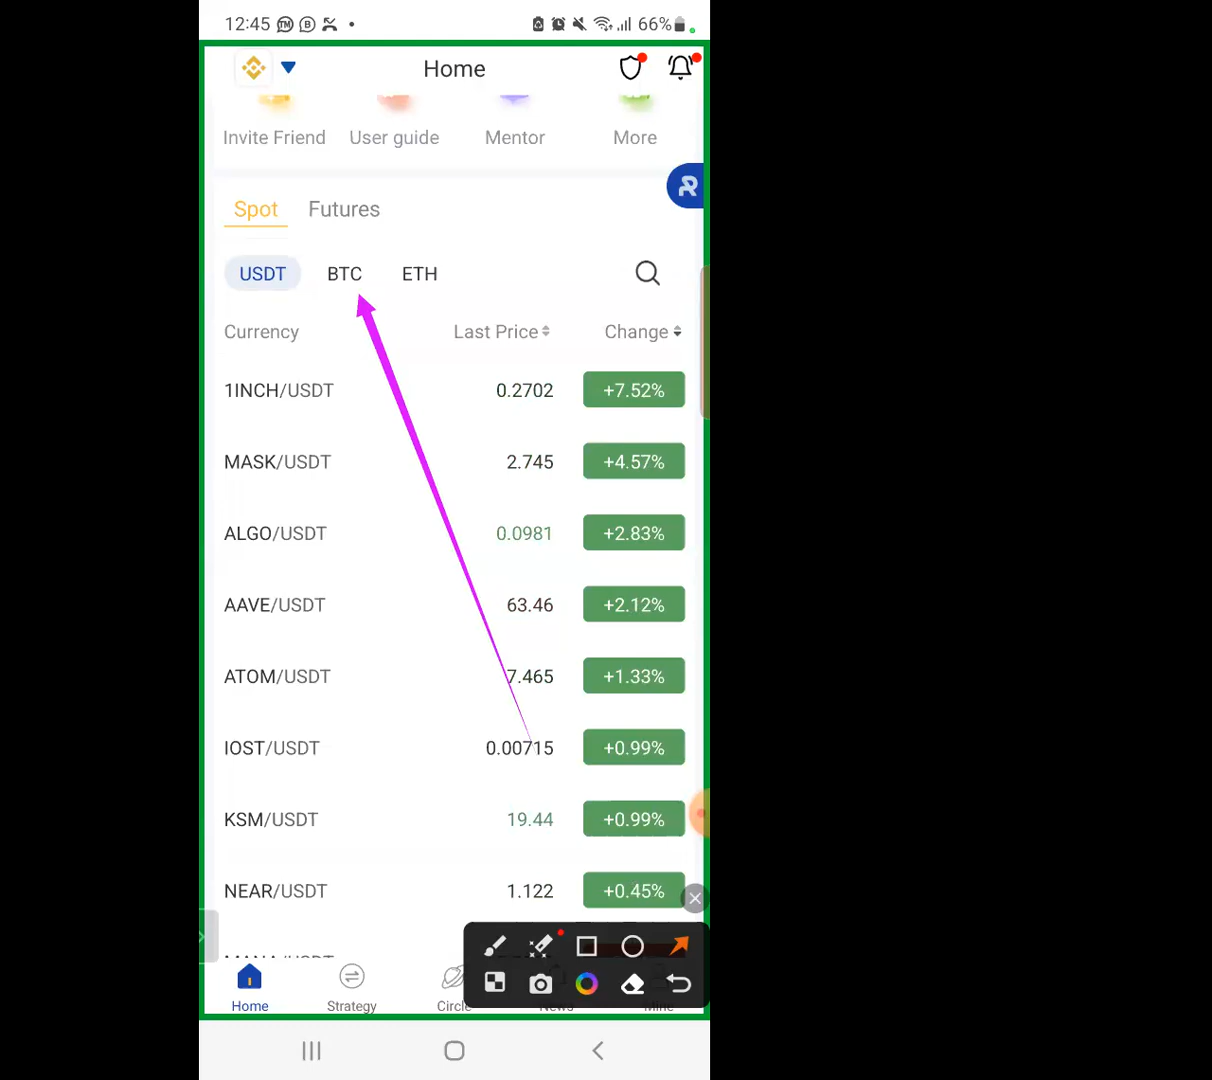 12:45 66%
Home
Invite Friend User guide Mentor More
Spot Futures
USDT BTC ETH
Currency Last Price Change
1INCH/USDT 0.2702 +7.52%
MASK/USDT 2.745 +4.57%
ALGO/USDT 0.0981 +2.83%
AAVE/USDT 63.46 +2.12%
ATOM/USDT 7.465 +1.33%
IOST/USDT 0.00715 +0.99%
KSM/USDT 19.44 +0.99%
NEAR/USDT 1.122 +0.45%
Home Strategy Circle News Mine